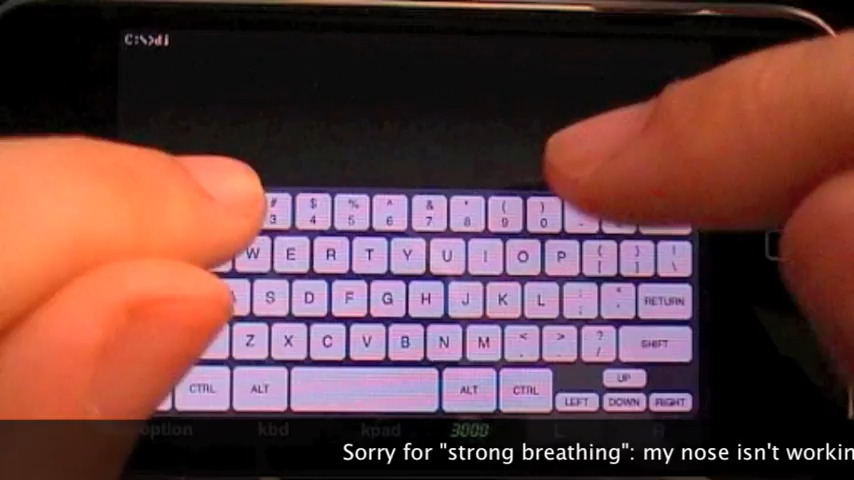 C:\>di
# $ % ^ & * ( )
3 4 5 6 7 8 9 0 -
W E R T Y U I O P { } |
[ ] \
A S D F G H J K L : "
; ' RETURN
Z X C V B N M < > ? SHIFT
, . /
CTRL ALT ALT CTRL UP
LEFT DOWN RIGHT
option kbd kpad 3000 L R
Sorry for "strong breathing": my nose isn't workin